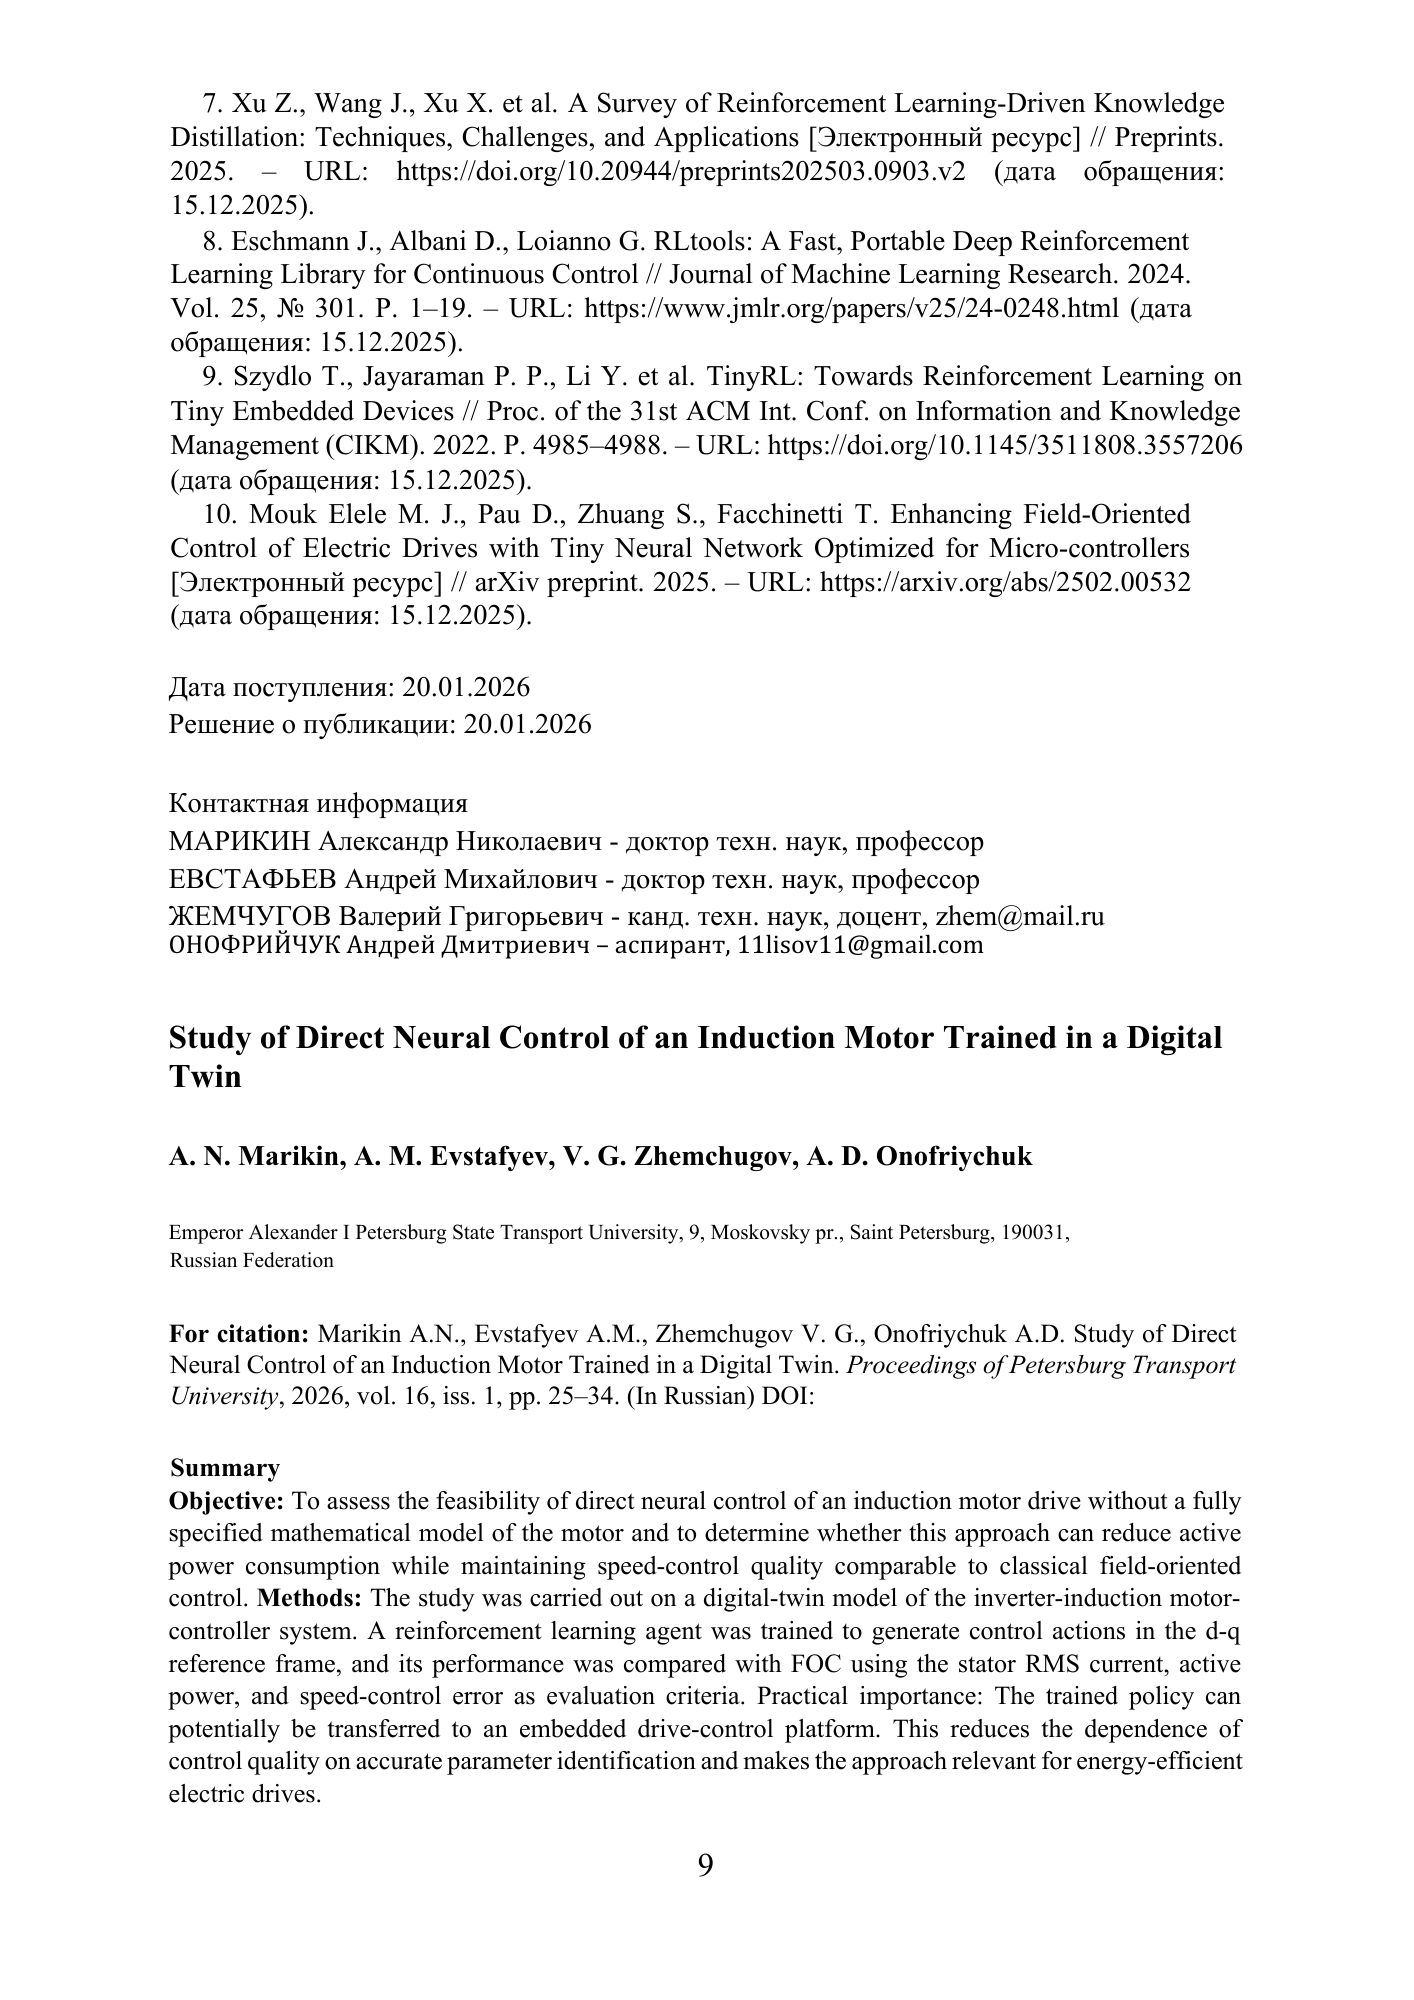 7. Xu Z., Wang J., Xu X. et al. A Survey of Reinforcement Learning-Driven Knowledge
Distillation: Techniques, Challenges, and Applications [Электронный ресурс] // Preprints.
2025. – URL: https://doi.org/10.20944/preprints202503.0903.v2 (дата обращения:
15.12.2025).
8. Eschmann J., Albani D., Loianno G. RLtools: A Fast, Portable Deep Reinforcement
Learning Library for Continuous Control // Journal of Machine Learning Research. 2024.
Vol. 25, № 301. P. 1–19. – URL: https://www.jmlr.org/papers/v25/24-0248.html (дата
обращения: 15.12.2025).
9. Szydlo T., Jayaraman P. P., Li Y. et al. TinyRL: Towards Reinforcement Learning on
Tiny Embedded Devices // Proc. of the 31st ACM Int. Conf. on Information and Knowledge
Management (CIKM). 2022. P. 4985–4988. – URL: https://doi.org/10.1145/3511808.3557206
(дата обращения: 15.12.2025).
10. Mouk Elele M. J., Pau D., Zhuang S., Facchinetti T. Enhancing Field-Oriented
Control of Electric Drives with Tiny Neural Network Optimized for Micro-controllers
[Электронный ресурс] // arXiv preprint. 2025. – URL: https://arxiv.org/abs/2502.00532
(дата обращения: 15.12.2025).
Дата поступления: 20.01.2026
Решение о публикации: 20.01.2026
Контактная информация
МАРИКИН Александр Николаевич - доктор техн. наук, профессор
ЕВСТАФЬЕВ Андрей Михайлович - доктор техн. наук, профессор
ЖЕМЧУГОВ Валерий Григорьевич - канд. техн. наук, доцент, zhem@mail.ru
ОНОФРИЙЧУК Андрей Дмитриевич – аспирант, 11lisov11@gmail.com
Study of Direct Neural Control of an Induction Motor Trained in a Digital
Twin
A. N. Marikin, A. M. Evstafyev, V. G. Zhemchugov, A. D. Onofriychuk
Emperor Alexander I Petersburg State Transport University, 9, Moskovsky pr., Saint Petersburg, 190031,
Russian Federation
For citation: Marikin A.N., Evstafyev A.M., Zhemchugov V. G., Onofriychuk A.D. Study of Direct
Neural Control of an Induction Motor Trained in a Digital Twin. Proceedings of Petersburg Transport
University, 2026, vol. 16, iss. 1, pp. 25–34. (In Russian) DOI:
Summary
Objective: To assess the feasibility of direct neural control of an induction motor drive without a fully
specified mathematical model of the motor and to determine whether this approach can reduce active
power consumption while maintaining speed-control quality comparable to classical field-oriented
control. Methods: The study was carried out on a digital-twin model of the inverter-induction motor-
controller system. A reinforcement learning agent was trained to generate control actions in the d-q
reference frame, and its performance was compared with FOC using the stator RMS current, active
power, and speed-control error as evaluation criteria. Practical importance: The trained policy can
potentially be transferred to an embedded drive-control platform. This reduces the dependence of
control quality on accurate parameter identification and makes the approach relevant for energy-efficient
electric drives.
9